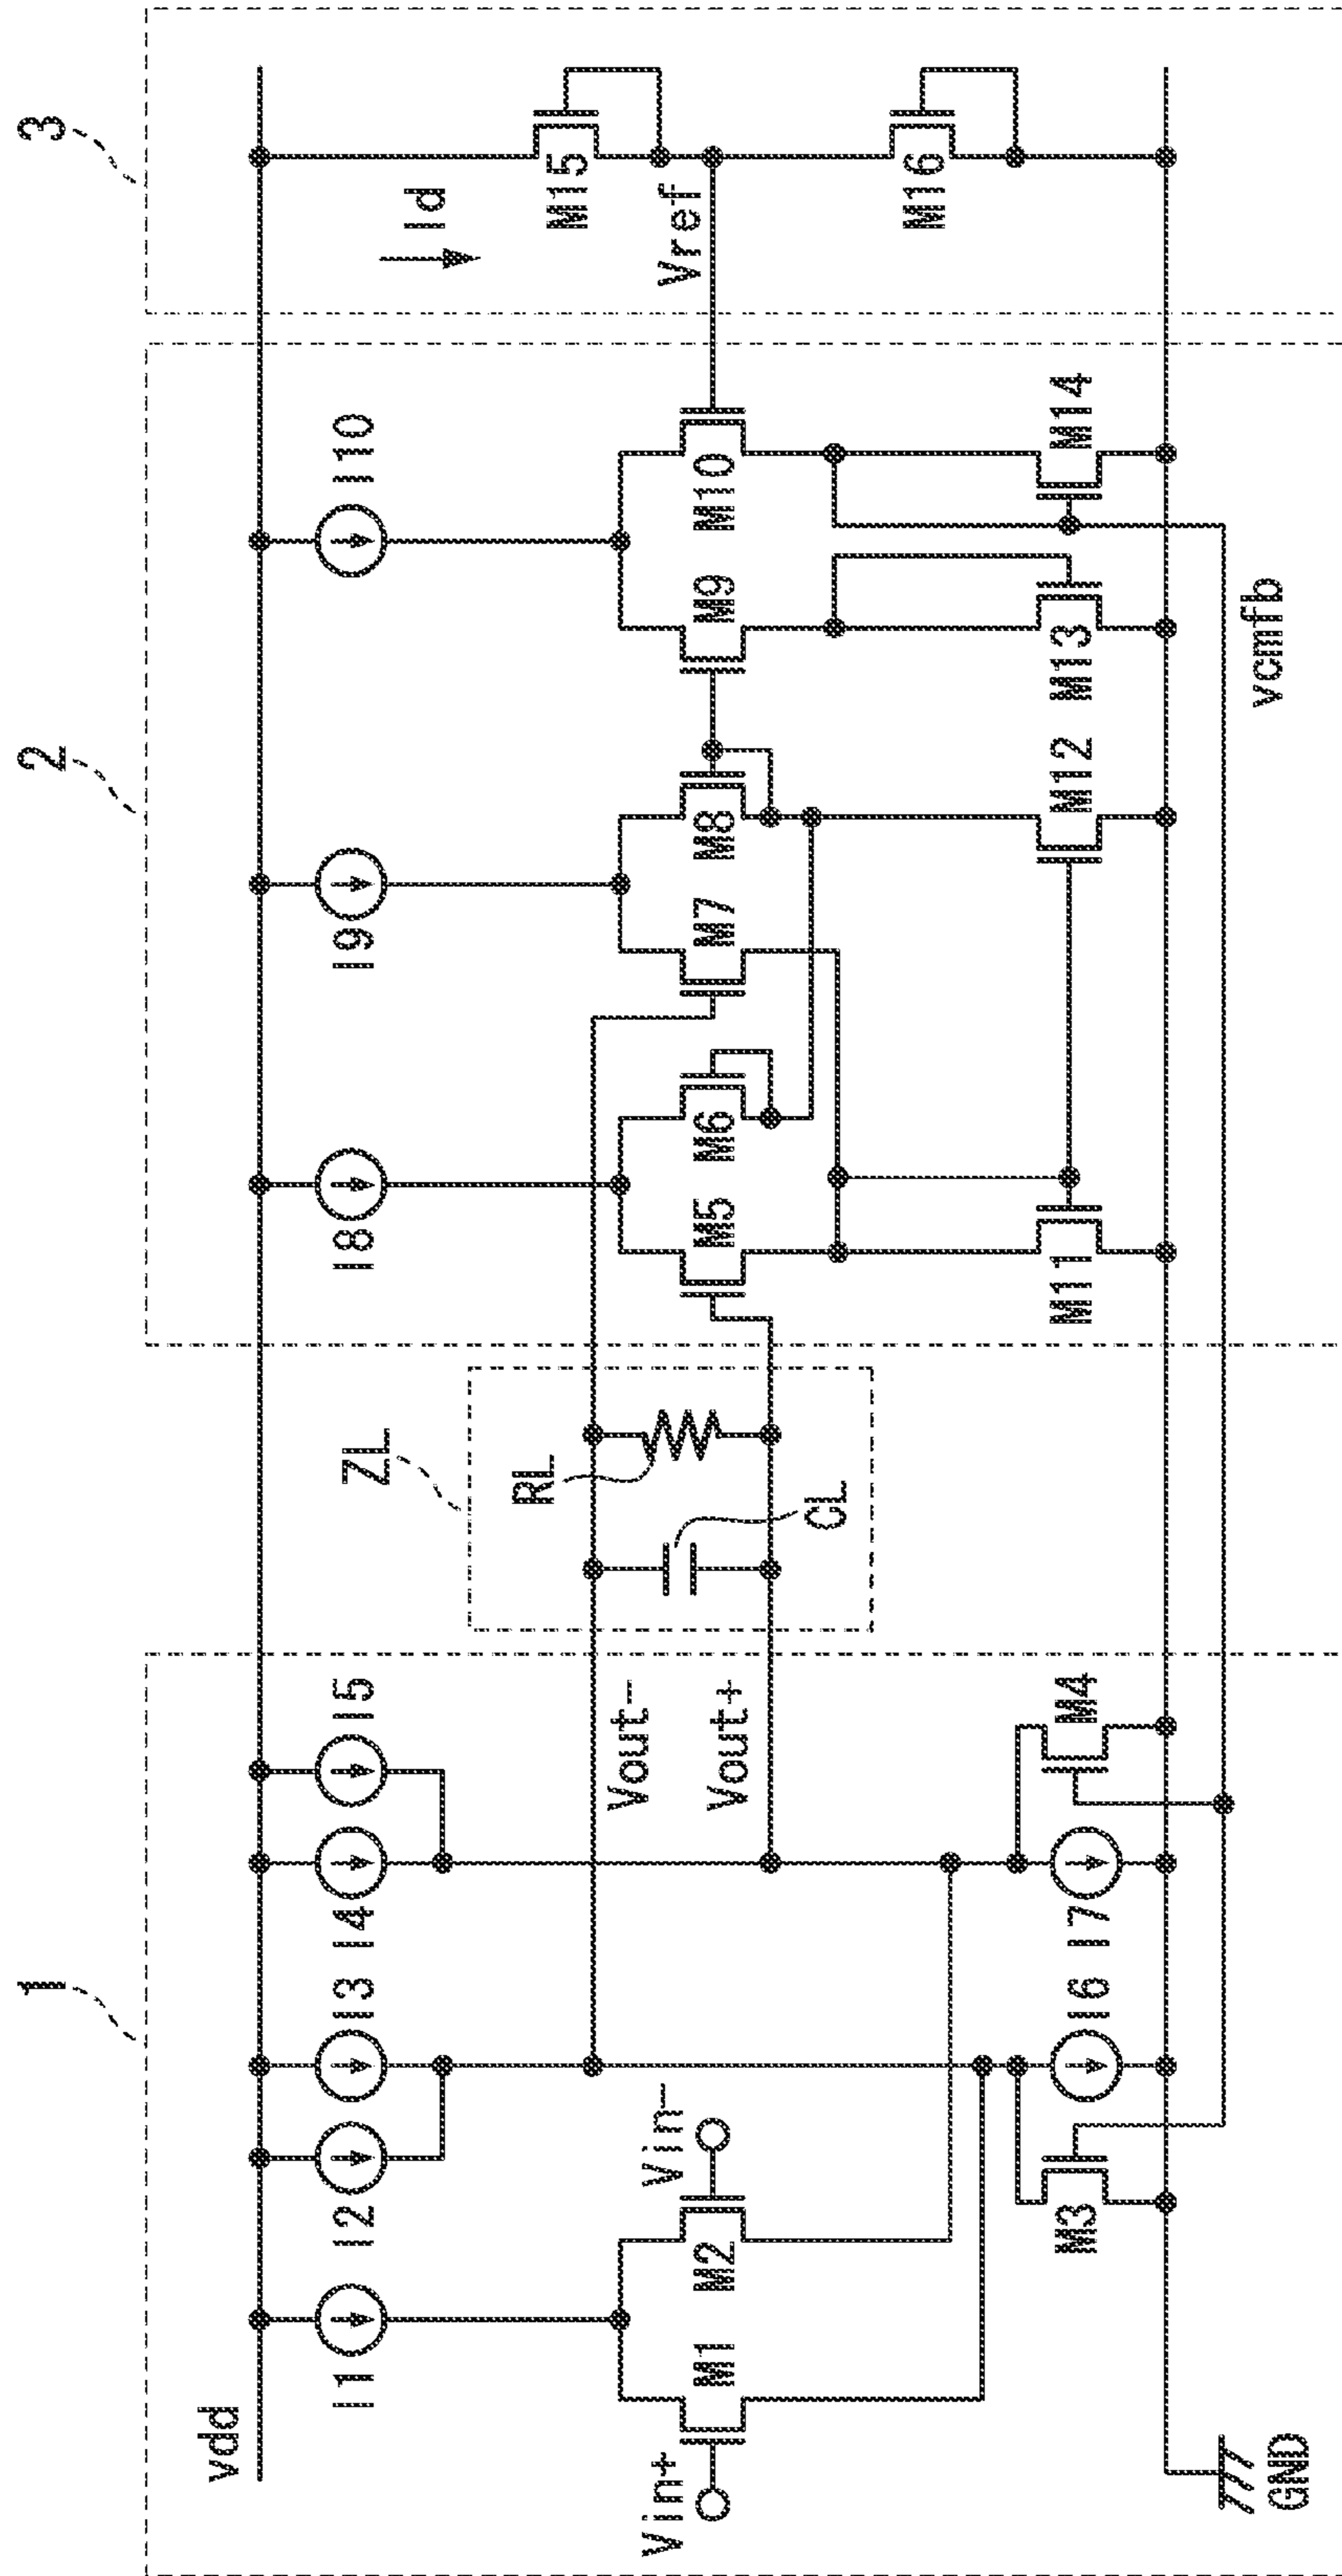 1
2
3
vdd
I1
I2
I3
I4
I5
ZL
I8
I9
I10
Id
RL
CL
Vin+
M1
M2
Vin-
Vout-
Vout+
M5
M6
M7
M8
M9
M10
Vref
M15
M16
M3
I6
I7
M4
M11
M12
M13
M14
GND
vcmfb